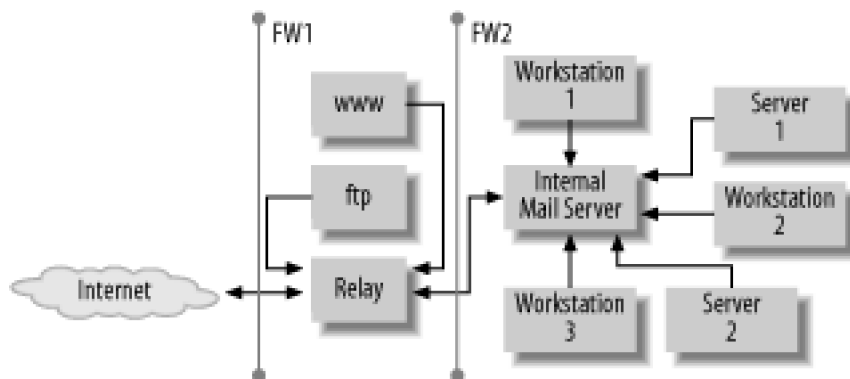 FW1
FW2
www
ftp
Relay
Internet
Workstation
1
Server
1
Internal
Mail Server
Workstation
2
Workstation
3
Server
2